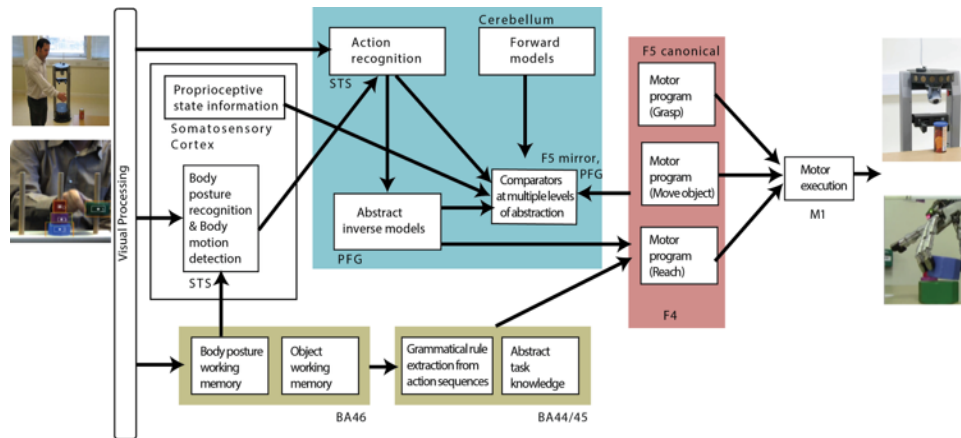 Visual Processing
Proprioceptive
state information
Somatosensory
Cortex
Body
posture
recognition
& Body
motion
detection
STS
Action
recognition
STS
Cerebellum
Forward
models
F5 mirror,
PFG
Comparators
at multiple levels
of abstraction
Abstract
inverse models
PFG
F5 canonical
Motor
program
(Grasp)
Motor
program
(Move object)
Motor
program
(Reach)
F4
Motor
execution
M1
Body posture
working
memory
Object
working
memory
BA46
Grammatical rule
extraction from
action sequences
Abstract
task
knowledge
BA44/45